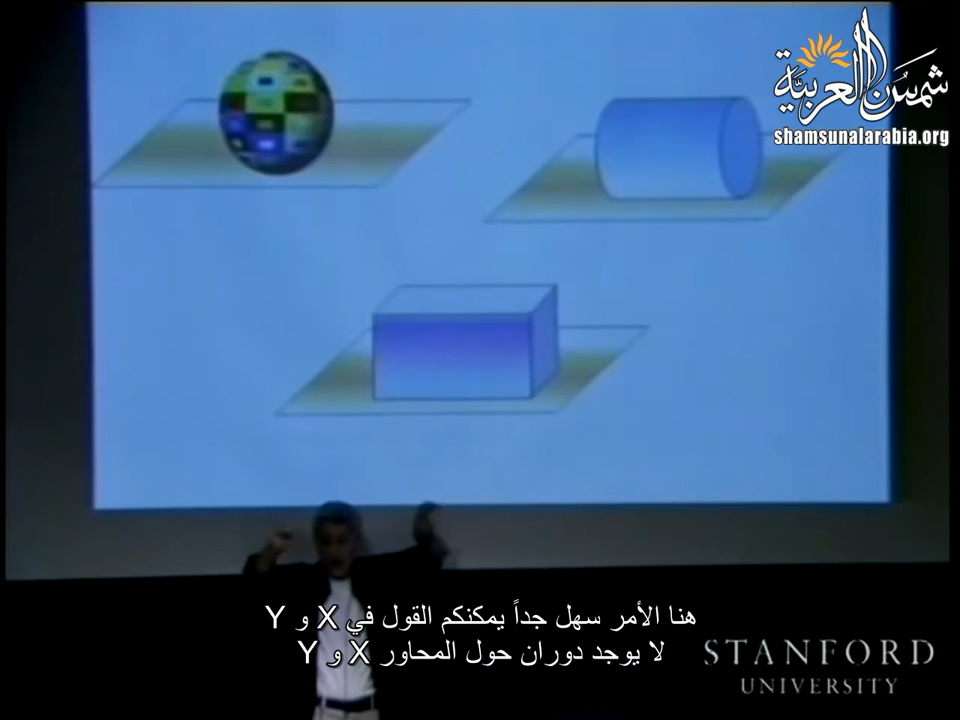 شمس العربية
shamsunalarabia.org
هنا الأمر سهل جداً يمكنكم القول في X و Y
لا يوجد دوران حول المحاور X و Y
STANFORD
UNIVERSITY